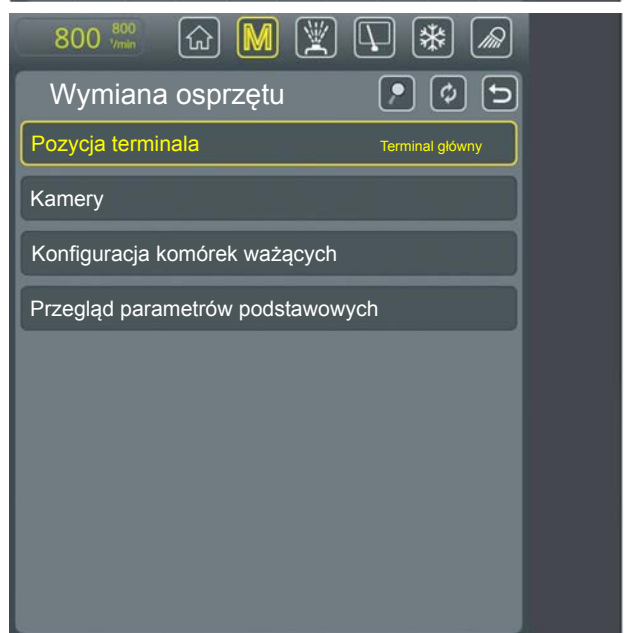 800 800 ¹/min M
Wymiana osprzętu
Pozycja terminala Terminal główny
Kamery
Konfiguracja komórek ważących
Przegląd parametrów podstawowych